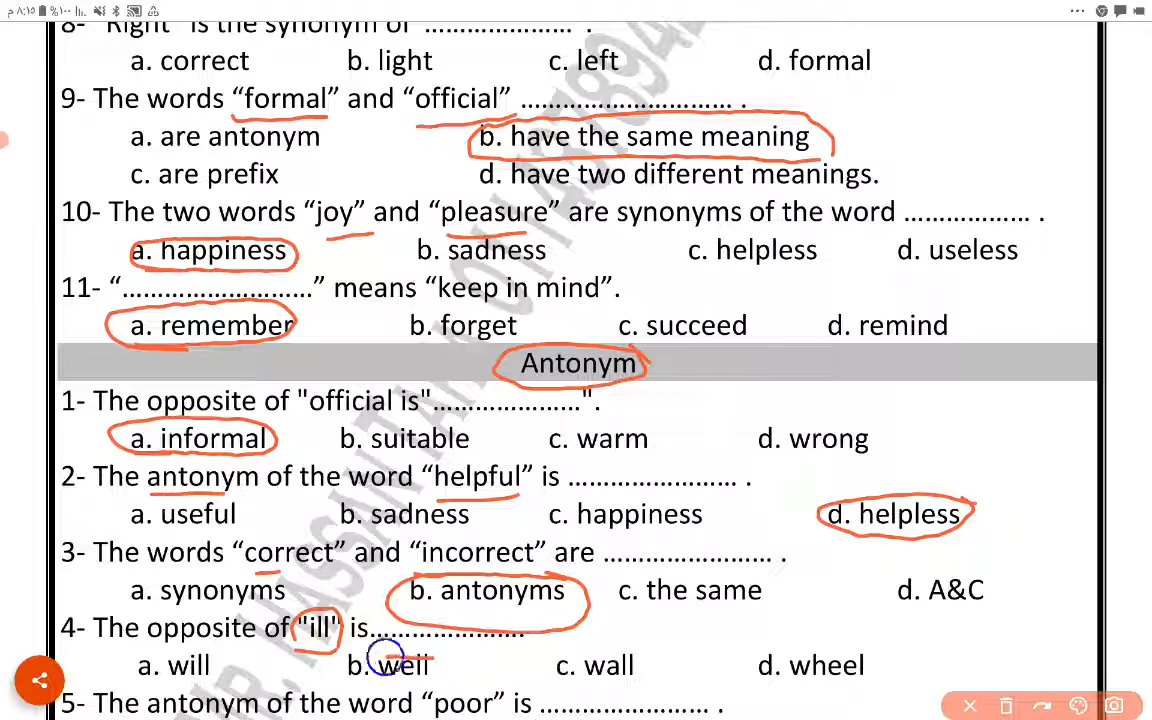 م ٨:١٥ %١٠٠
8- "Right" is the synonym of "………………… .
a. correct b. light c. left d. formal
9- The words “formal” and “official” ………………………… .
a. are antonym b. have the same meaning
c. are prefix d. have two different meanings.
10- The two words “joy” and “pleasure” are synonyms of the word ……………… .
a. happiness b. sadness c. helpless d. useless
11- “………………………” means “keep in mind”.
a. remember b. forget c. succeed d. remind
Antonym
1- The opposite of "official is"…………………".
a. informal b. suitable c. warm d. wrong
2- The antonym of the word “helpful” is …………………… .
a. useful b. sadness c. happiness d. helpless
3- The words “correct” and “incorrect” are …………………… .
a. synonyms b. antonyms c. the same d. A&C
4- The opposite of "ill" is……………………
a. will b. well c. wall d. wheel
5- The antonym of the word “poor” is …………………… .